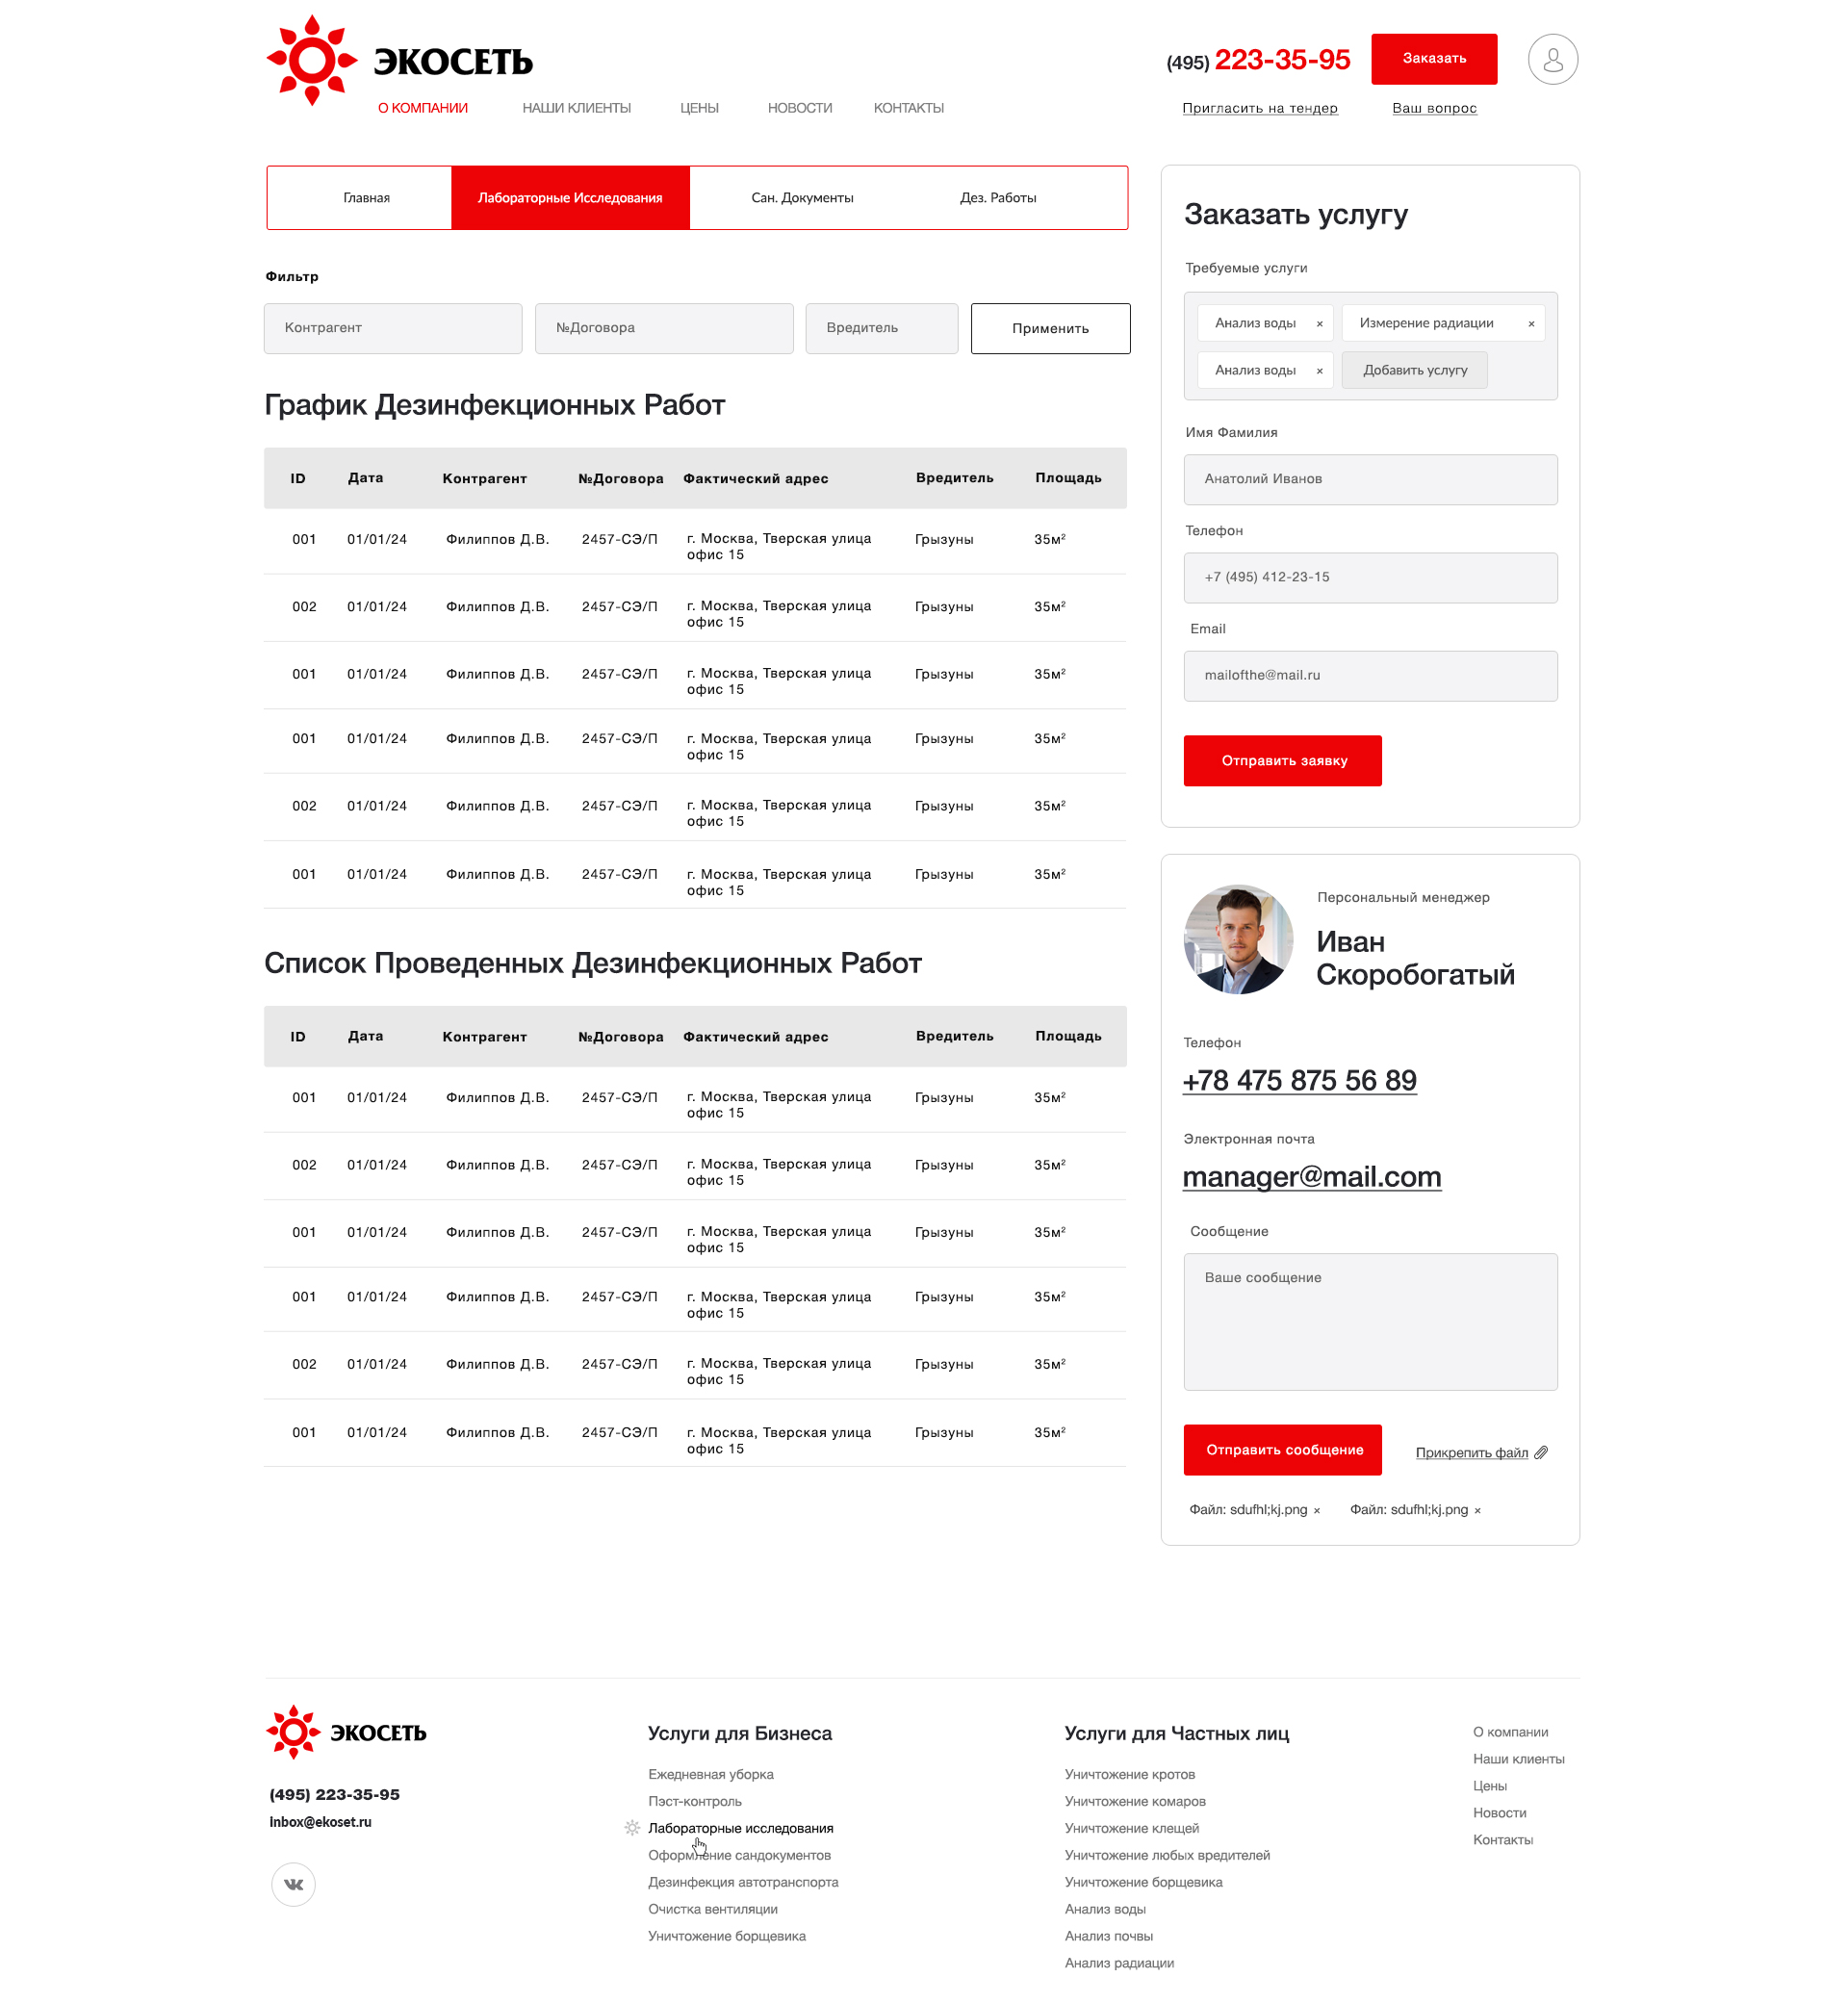 ЭКОСЕТЬ
(495) 223-35-95
Заказать
О КОМПАНИИ
НАШИ КЛИЕНТЫ
ЦЕНЫ
НОВОСТИ
КОНТАКТЫ
Пригласить на тендер
Ваш вопрос
Главная
Лабораторные Исследования
Сан. Документы
Дез. Работы
Фильтр
Контрагент
№Договора
Вредитель
Применить
График Дезинфекционных Работ
ID Дата Контрагент №Договора Фактический адрес Вредитель Площадь
001 01/01/24 Филиппов Д.В. 2457-СЭ/П г. Москва, Тверская улица Грызуны 35м²
офис 15
002 01/01/24 Филиппов Д.В. 2457-СЭ/П г. Москва, Тверская улица Грызуны 35м²
офис 15
001 01/01/24 Филиппов Д.В. 2457-СЭ/П г. Москва, Тверская улица Грызуны 35м²
офис 15
001 01/01/24 Филиппов Д.В. 2457-СЭ/П г. Москва, Тверская улица Грызуны 35м²
офис 15
002 01/01/24 Филиппов Д.В. 2457-СЭ/П г. Москва, Тверская улица Грызуны 35м²
офис 15
001 01/01/24 Филиппов Д.В. 2457-СЭ/П г. Москва, Тверская улица Грызуны 35м²
офис 15
Список Проведенных Дезинфекционных Работ
ID Дата Контрагент №Договора Фактический адрес Вредитель Площадь
001 01/01/24 Филиппов Д.В. 2457-СЭ/П г. Москва, Тверская улица Грызуны 35м²
офис 15
002 01/01/24 Филиппов Д.В. 2457-СЭ/П г. Москва, Тверская улица Грызуны 35м²
офис 15
001 01/01/24 Филиппов Д.В. 2457-СЭ/П г. Москва, Тверская улица Грызуны 35м²
офис 15
001 01/01/24 Филиппов Д.В. 2457-СЭ/П г. Москва, Тверская улица Грызуны 35м²
офис 15
002 01/01/24 Филиппов Д.В. 2457-СЭ/П г. Москва, Тверская улица Грызуны 35м²
офис 15
001 01/01/24 Филиппов Д.В. 2457-СЭ/П г. Москва, Тверская улица Грызуны 35м²
офис 15
Заказать услугу
Требуемые услуги
Анализ воды ×
Измерение радиации ×
Анализ воды ×
Добавить услугу
Имя Фамилия
Анатолий Иванов
Телефон
+7 (495) 412-23-15
Email
mailofthe@mail.ru
Отправить заявку
Персональный менеджер
Иван
Скоробогатый
Телефон
+78 475 875 56 89
Электронная почта
manager@mail.com
Сообщение
Ваше сообщение
Отправить сообщение
Прикрепить файл
Файл: sdufhl;kj.png ×
Файл: sdufhl;kj.png ×
ЭКОСЕТЬ
(495) 223-35-95
inbox@ekoset.ru
Услуги для Бизнеса
Ежедневная уборка
Пэст-контроль
Лабораторные исследования
Оформление сандокументов
Дезинфекция автотранспорта
Очистка вентиляции
Уничтожение борщевика
Услуги для Частных лиц
Уничтожение кротов
Уничтожение комаров
Уничтожение клещей
Уничтожение любых вредителей
Уничтожение борщевика
Анализ воды
Анализ почвы
Анализ радиации
О компании
Наши клиенты
Цены
Новости
Контакты